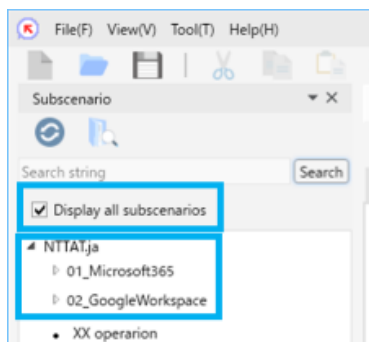 File(F) View(V) Tool(T) Help(H)
Subscenario
Search string Search
Display all subscenarios
NTTAT.ja
01_Microsoft365
02_GoogleWorkspace
XX operarion